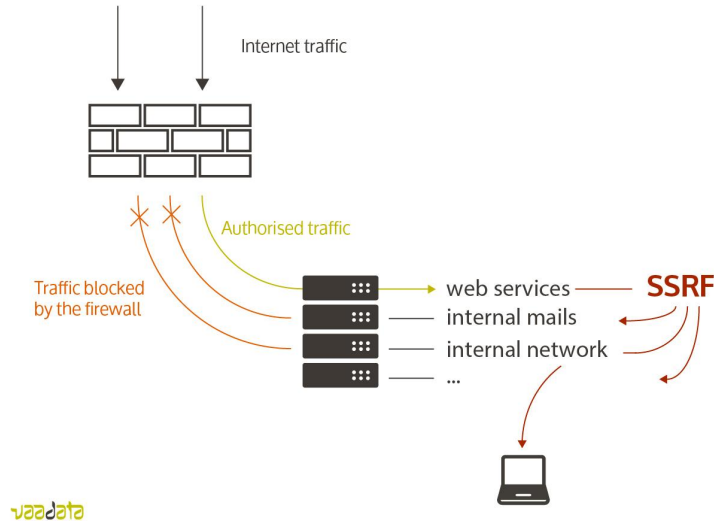 Internet traffic
Authorised traffic
Traffic blocked
by the firewall
web services
SSRF
internal mails
internal network
...
vaadata